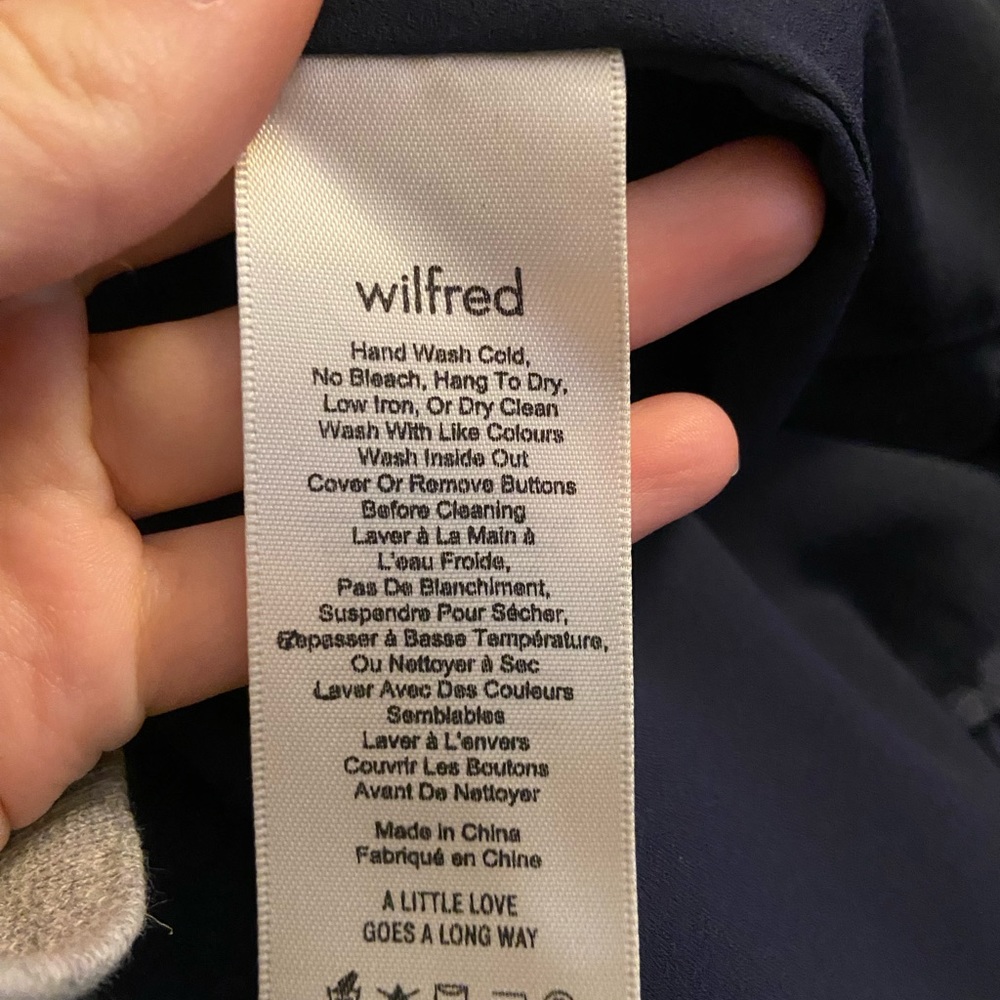 wilfred
Hand Wash Cold,
No Bleach, Hang To Dry,
Low Iron, Or Dry Clean
Wash With Like Colours
Wash Inside Out
Cover Or Remove Buttons
Before Cleaning
Laver à La Main à
L'eau Froide,
Pas De Blanchiment,
Suspendre Pour Sécher,
Repasser à Basse Température,
Ou Nettoyer à Sec
Laver Avec Des Couleurs
Semblables
Laver à L'envers
Couvrir Les Boutons
Avant De Nettoyer
Made in China
Fabriqué en Chine
A LITTLE LOVE
GOES A LONG WAY